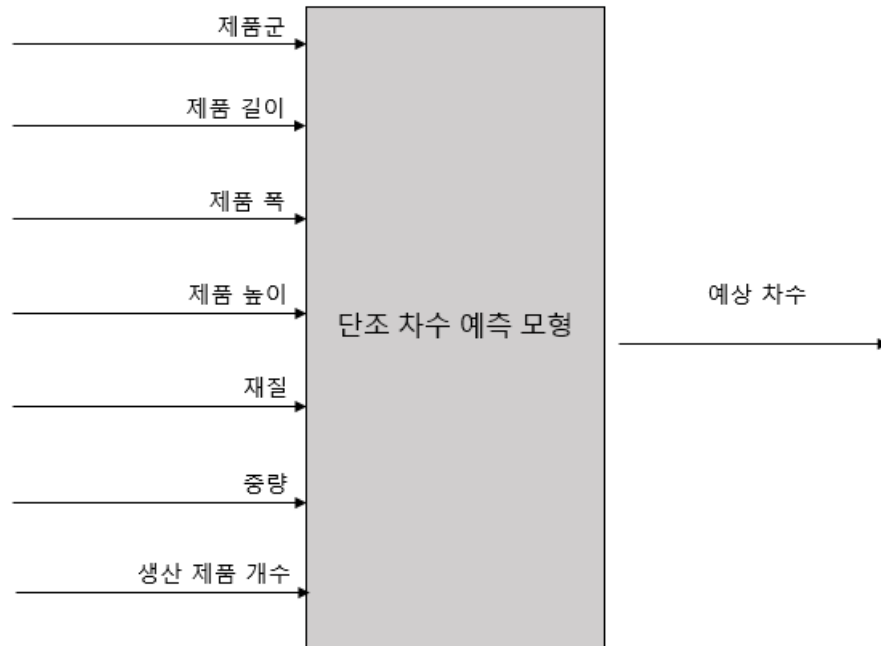 제품군
제품 길이
제품 폭
제품 높이
재질
중량
생산 제품 개수
단조 차수 예측 모형
예상 차수